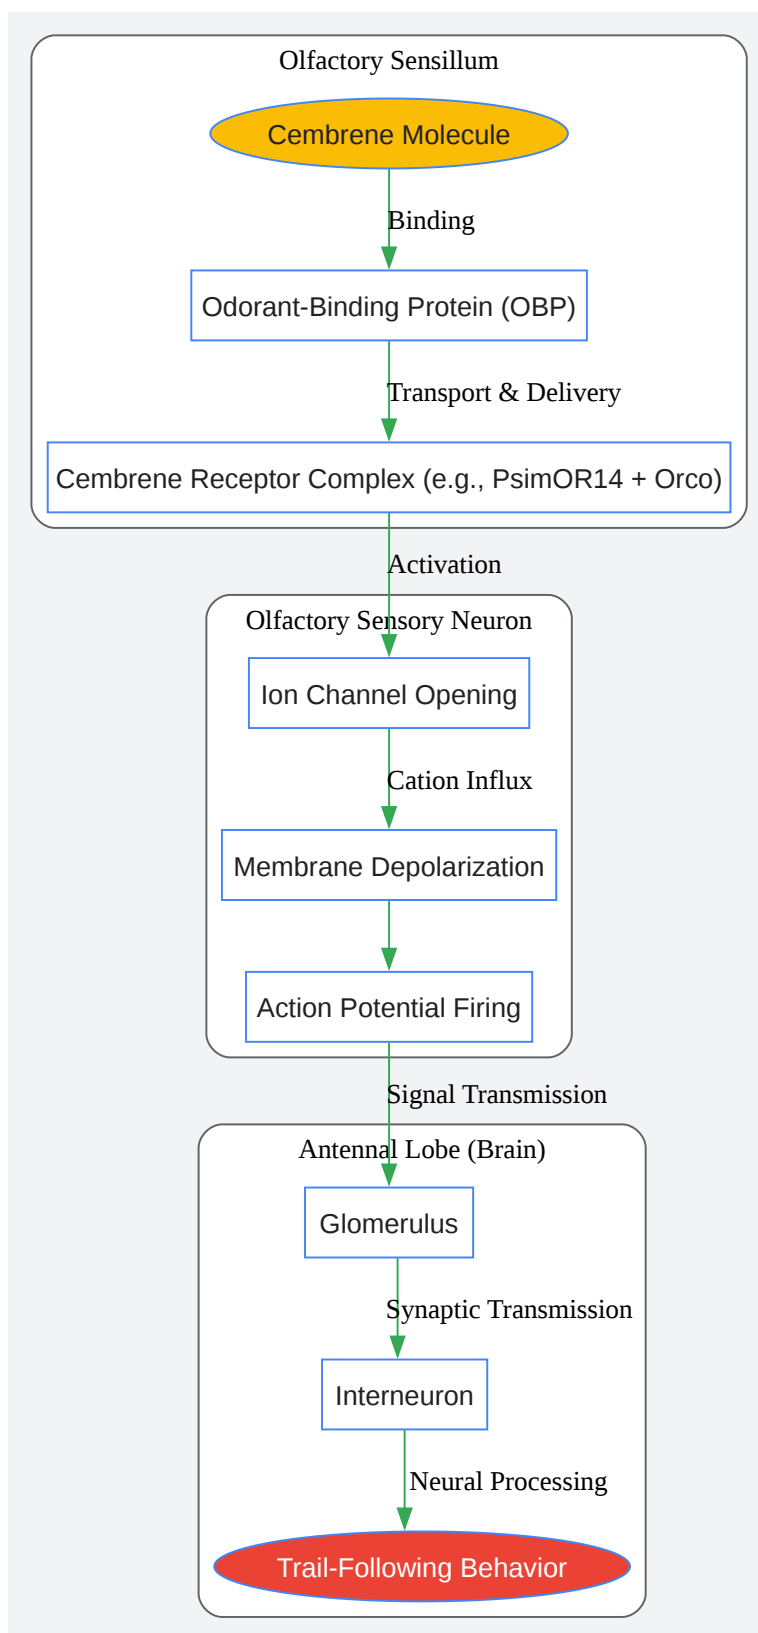 Olfactory Sensillum
Cembrene Molecule
Binding
Odorant-Binding Protein (OBP)
Transport & Delivery
Cembrene Receptor Complex (e.g., PsimOR14 + Orco)
Activation
Olfactory Sensory Neuron
Ion Channel Opening
Cation Influx
Membrane Depolarization
Action Potential Firing
Signal Transmission
Antennal Lobe (Brain)
Glomerulus
Synaptic Transmission
Interneuron
Neural Processing
Trail-Following Behavior